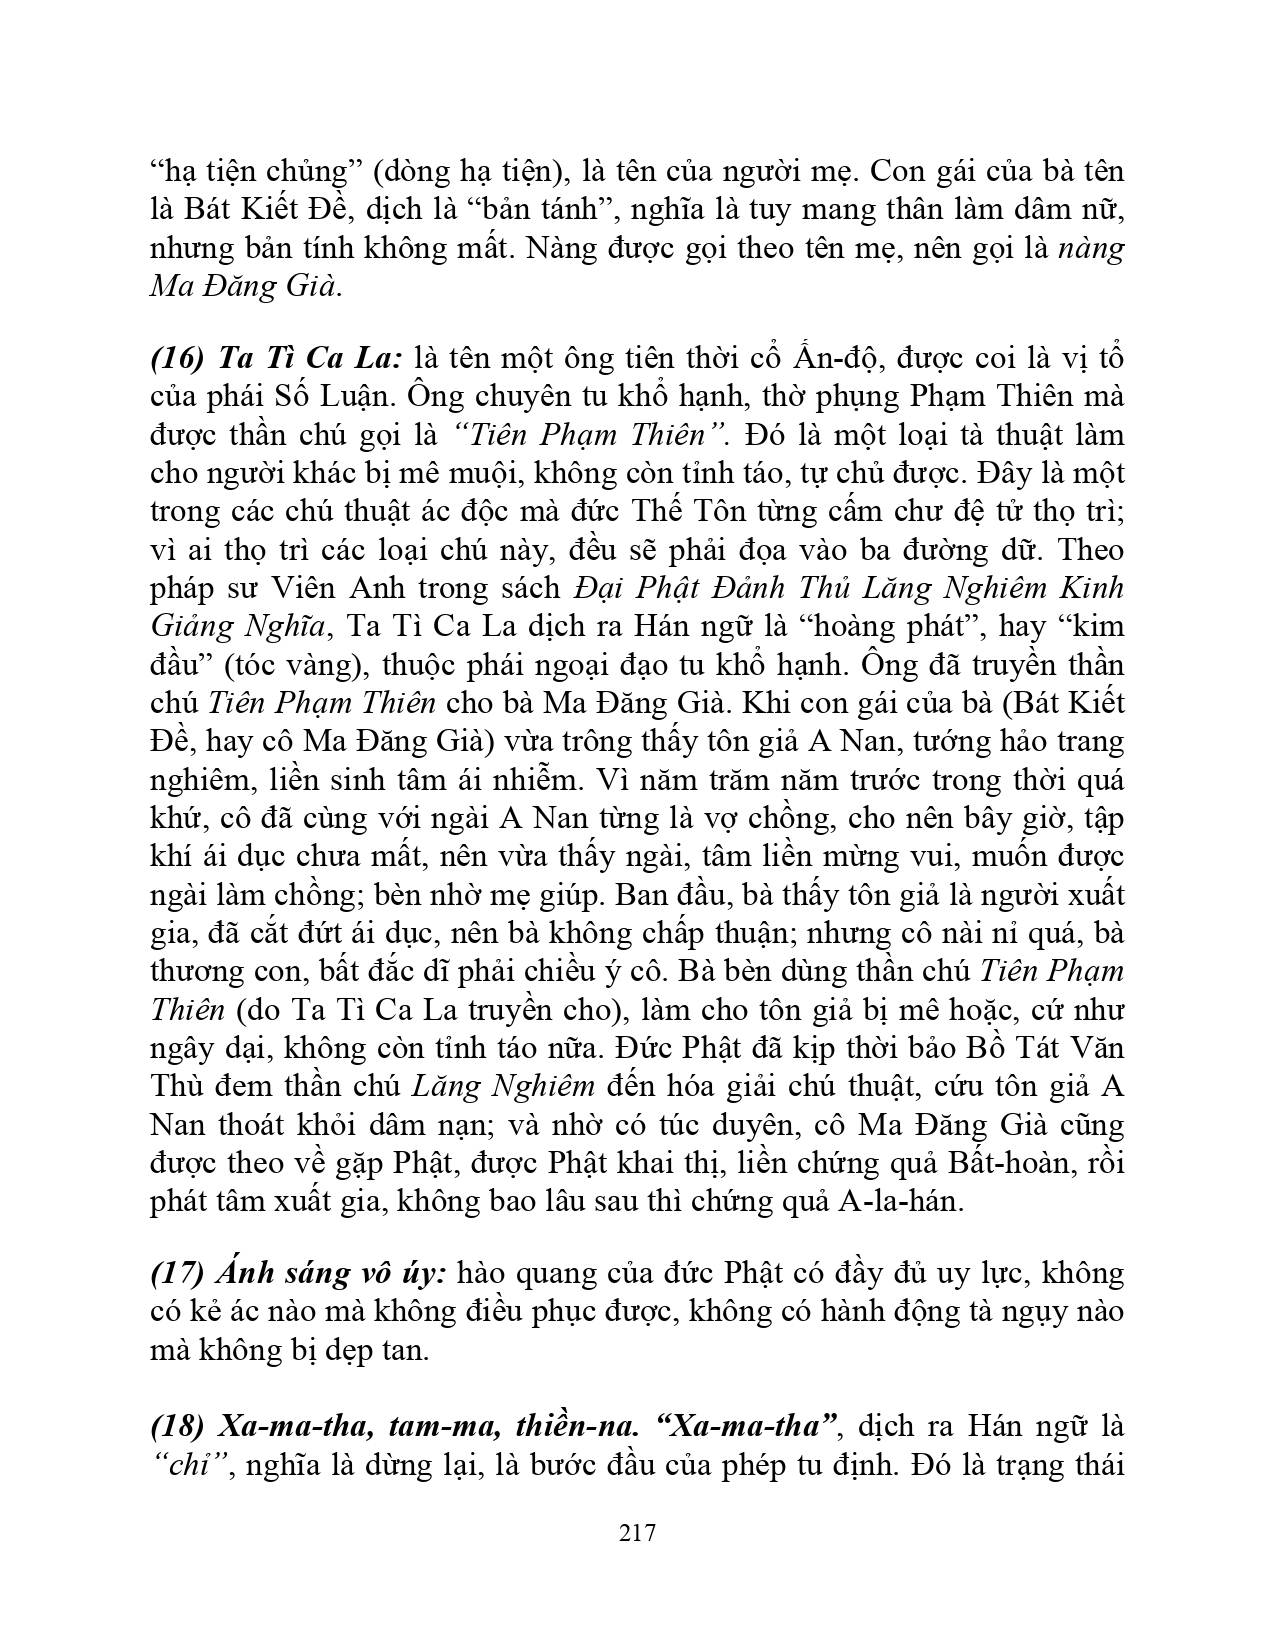 “hạ tiện chủng” (dòng hạ tiện), là tên của người mẹ. Con gái của bà tên
là Bát Kiết Đề, dịch là “bản tánh”, nghĩa là tuy mang thân làm dâm nữ,
nhưng bản tính không mất. Nàng được gọi theo tên mẹ, nên gọi là nàng
Ma Đăng Già.
(16) Ta Tì Ca La: là tên một ông tiên thời cổ Ấn-độ, được coi là vị tổ
của phái Số Luận. Ông chuyên tu khổ hạnh, thờ phụng Phạm Thiên mà
được thần chú gọi là “Tiên Phạm Thiên”. Đó là một loại tà thuật làm
cho người khác bị mê muội, không còn tỉnh táo, tự chủ được. Đây là một
trong các chú thuật ác độc mà đức Thế Tôn từng cấm chư đệ tử thọ trì;
vì ai thọ trì các loại chú này, đều sẽ phải đọa vào ba đường dữ. Theo
pháp sư Viên Anh trong sách Đại Phật Đảnh Thủ Lăng Nghiêm Kinh
Giảng Nghĩa, Ta Tì Ca La dịch ra Hán ngữ là “hoàng phát”, hay “kim
đầu” (tóc vàng), thuộc phái ngoại đạo tu khổ hạnh. Ông đã truyền thần
chú Tiên Phạm Thiên cho bà Ma Đăng Già. Khi con gái của bà (Bát Kiết
Đề, hay cô Ma Đăng Già) vừa trông thấy tôn giả A Nan, tướng hảo trang
nghiêm, liền sinh tâm ái nhiễm. Vì năm trăm năm trước trong thời quá
khứ, cô đã cùng với ngài A Nan từng là vợ chồng, cho nên bây giờ, tập
khí ái dục chưa mất, nên vừa thấy ngài, tâm liền mừng vui, muốn được
ngài làm chồng; bèn nhờ mẹ giúp. Ban đầu, bà thấy tôn giả là người xuất
gia, đã cắt đứt ái dục, nên bà không chấp thuận; nhưng cô nài nỉ quá, bà
thương con, bất đắc dĩ phải chiều ý cô. Bà bèn dùng thần chú Tiên Phạm
Thiên (do Ta Tì Ca La truyền cho), làm cho tôn giả bị mê hoặc, cứ như
ngây dại, không còn tỉnh táo nữa. Đức Phật đã kịp thời bảo Bồ Tát Văn
Thù đem thần chú Lăng Nghiêm đến hóa giải chú thuật, cứu tôn giả A
Nan thoát khỏi dâm nạn; và nhờ có túc duyên, cô Ma Đăng Già cũng
được theo về gặp Phật, được Phật khai thị, liền chứng quả Bất-hoàn, rồi
phát tâm xuất gia, không bao lâu sau thì chứng quả A-la-hán.
(17) Ánh sáng vô úy: hào quang của đức Phật có đầy đủ uy lực, không
có kẻ ác nào mà không điều phục được, không có hành động tà ngụy nào
mà không bị dẹp tan.
(18) Xa-ma-tha, tam-ma, thiền-na. “Xa-ma-tha”, dịch ra Hán ngữ là
“chỉ”, nghĩa là dừng lại, là bước đầu của phép tu định. Đó là trạng thái
217